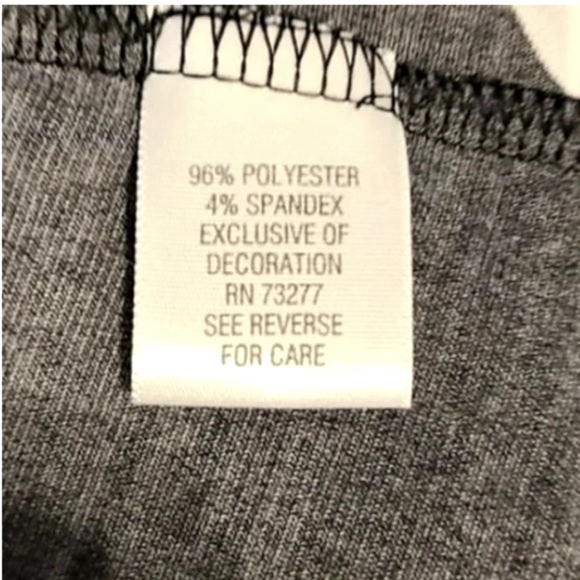 96% POLYESTER
4% SPANDEX
EXCLUSIVE OF
DECORATION
RN 73277
SEE REVERSE
FOR CARE